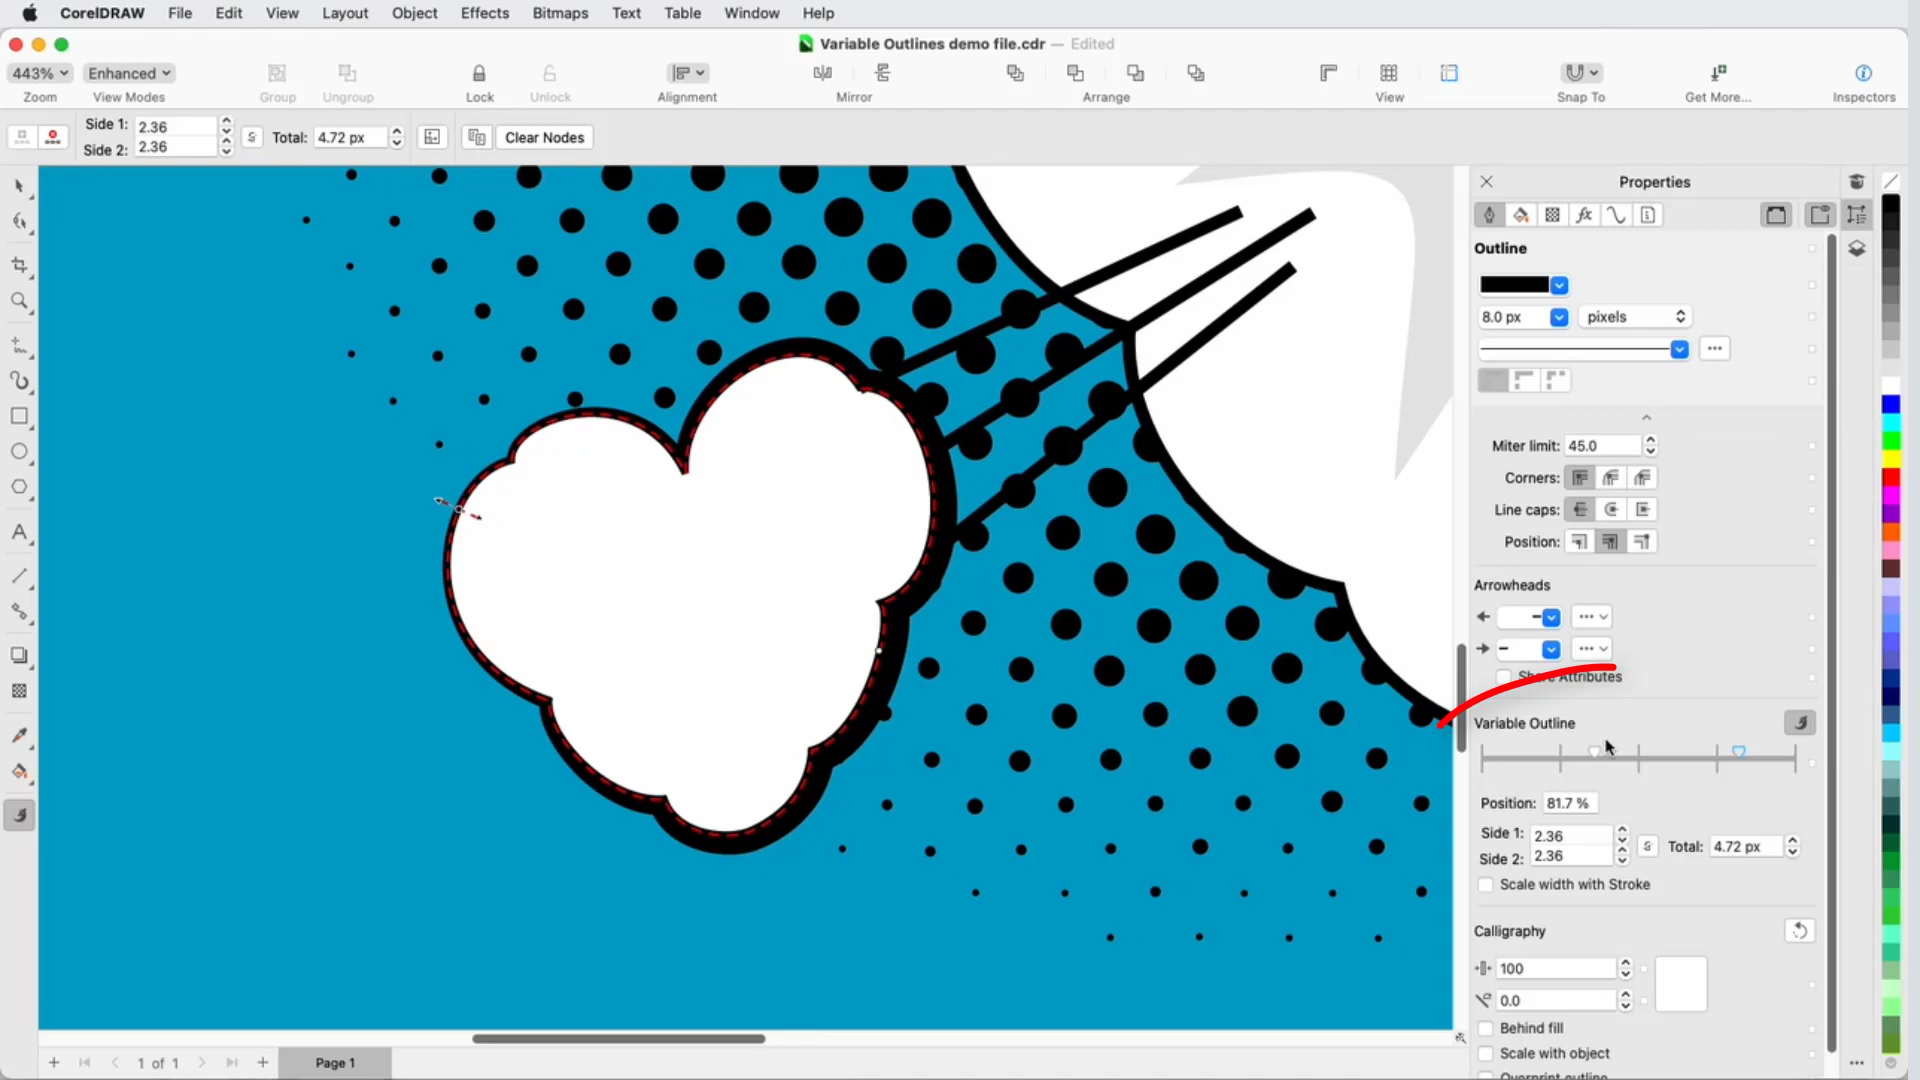 CorelDRAW File Edit View Layout Object Effects Bitmaps Text Table Window Help
Variable Outlines demo file.cdr — Edited
443% Enhanced
Zoom View Modes Group Ungroup Lock Unlock Alignment Mirror Arrange View Snap To Get More... Inspectors
Side 1: 2.36
Side 2: 2.36
Total: 4.72 px
Clear Nodes
Properties
Outline
8.0 px pixels
Miter limit: 45.0
Corners:
Line caps:
Position:
Arrowheads
Share Attributes
Variable Outline
Position: 81.7 %
Side 1: 2.36
Side 2: 2.36
Total: 4.72 px
Scale width with Stroke
Calligraphy
100
0.0
Behind fill
Scale with object
Overprint outline
1 of 1
Page 1